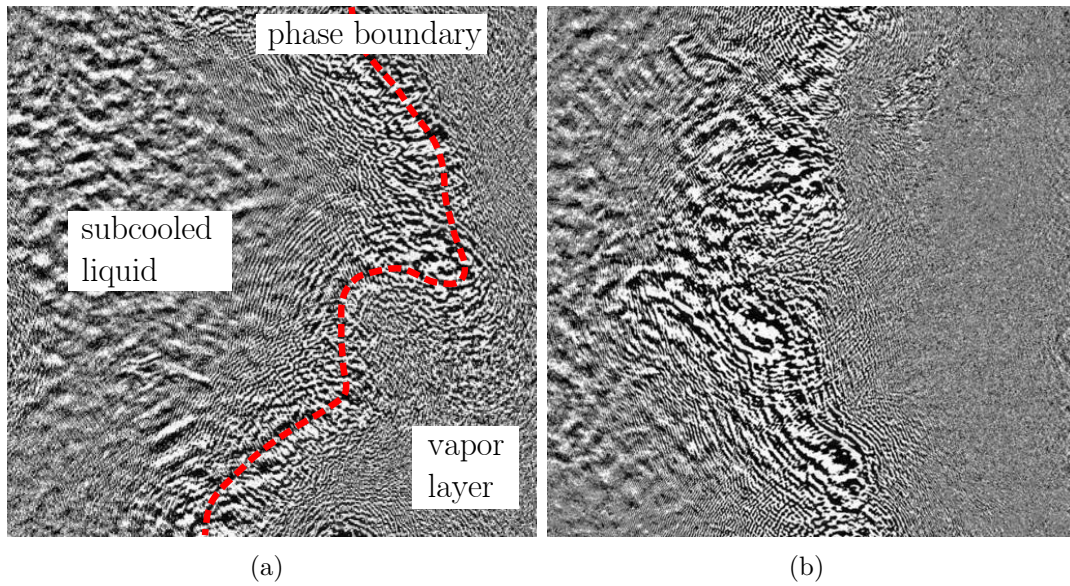 phase boundary
subcooled
liquid
vapor
layer
(a)
(b)